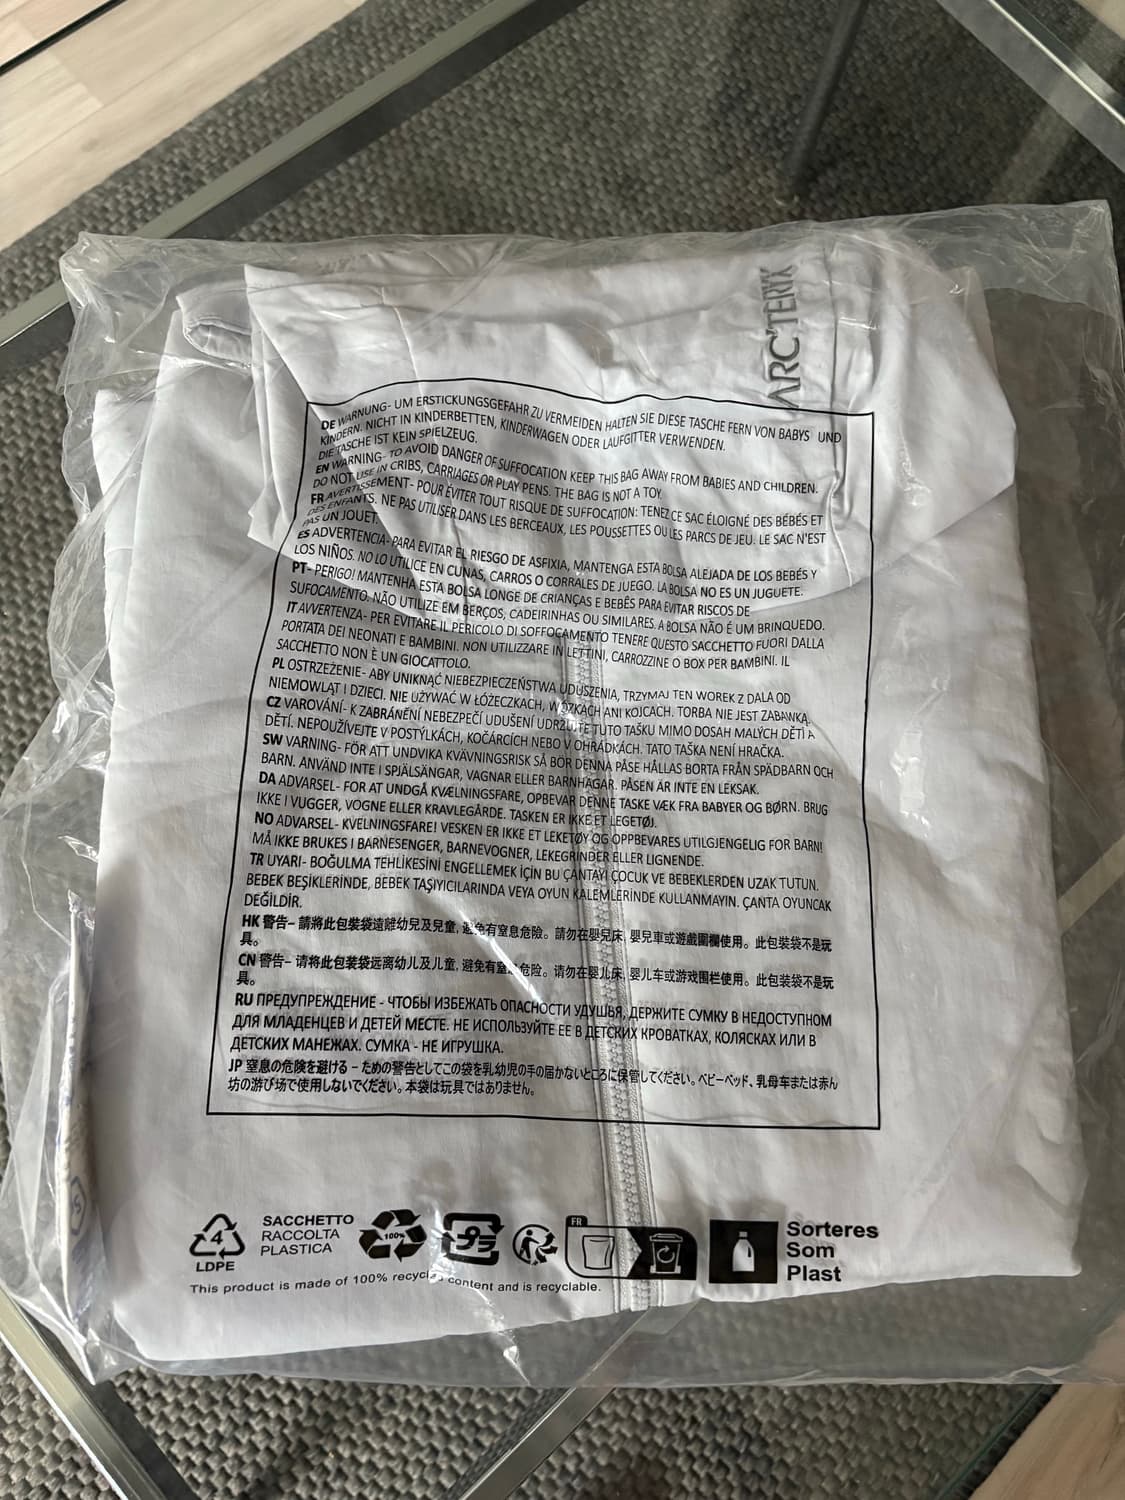 ARC'TERYX
DE WARNUNG- UM ERSTICKUNGSGEFAHR ZU VERMEIDEN HALTEN SIE DIESE TASCHE FERN VON BABYS UND
KINDERN. NICHT IN KINDERBETTEN, KINDERWAGEN ODER LAUFGITTER VERWENDEN.
DIE TASCHE IST KEIN SPIELZEUG.
EN WARNING- TO AVOID DANGER OF SUFFOCATION KEEP THIS BAG AWAY FROM BABIES AND CHILDREN.
DO NOT USE IN CRIBS, CARRIAGES OR PLAY PENS. THE BAG IS NOT A TOY.
FR AVERTISSEMENT- POUR ÉVITER TOUT RISQUE DE SUFFOCATION: TENEZ CE SAC ÉLOIGNÉ DES BÉBÉS ET
DES ENFANTS. NE PAS UTILISER DANS LES BERCEAUX, LES POUSSETTES OU LES PARCS DE JEU. LE SAC N'EST
PAS UN JOUET.
ES ADVERTENCIA- PARA EVITAR EL RIESGO DE ASFIXIA, MANTENGA ESTA BOLSA ALEJADA DE LOS BEBÉS Y
LOS NIÑOS. NO LO UTILICE EN CUNAS, CARROS O CORRALES DE JUEGO. LA BOLSA NO ES UN JUGUETE.
PT- PERIGO! MANTENHA ESTA BOLSA LONGE DE CRIANÇAS E BEBÊS PARA EVITAR RISCOS DE
SUFOCAMENTO. NÃO UTILIZE EM BERÇOS, CADEIRINHAS OU SIMILARES. A BOLSA NÃO É UM BRINQUEDO.
IT AVVERTENZA- PER EVITARE IL PERICOLO DI SOFFOCAMENTO TENERE QUESTO SACCHETTO FUORI DALLA
PORTATA DEI NEONATI E BAMBINI. NON UTILIZZARE IN LETTINI, CARROZZINE O BOX PER BAMBINI. IL
SACCHETTO NON È UN GIOCATTOLO.
PL OSTRZEŻENIE- ABY UNIKNĄĆ NIEBEZPIECZEŃSTWA UDUSZENIA, TRZYMAJ TEN WOREK Z DALA OD
NIEMOWLĄT I DZIECI. NIE UŻYWAĆ W ŁÓŻECZKACH, WÓZKACH ANI KOJCACH. TORBA NIE JEST ZABAWKĄ.
CZ VAROVÁNÍ- K ZABRÁNĚNÍ NEBEZPEČÍ UDUŠENÍ UDRŽUJTE TUTO TAŠKU MIMO DOSAH MALÝCH DĚTÍ A
DĚTÍ. NEPOUŽÍVEJTE V POSTÝLKÁCH, KOČÁRCÍCH NEBO V OHRÁDKÁCH. TATO TAŠKA NENÍ HRAČKA.
SW VARNING- FÖR ATT UNDVIKA KVÄVNINGSRISK SÅ BÖR DENNA PÅSE HÅLLAS BORTA FRÅN SPÄDBARN OCH
BARN. ANVÄND INTE I SPJÄLSÄNGAR, VAGNAR ELLER BARNHAGAR. PÅSEN ÄR INTE EN LEKSAK.
DA ADVARSEL- FOR AT UNDGÅ KVÆLNINGSFARE, OPBEVAR DENNE TASKE VÆK FRA BABYER OG BØRN. BRUG
IKKE I VUGGER, VOGNE ELLER KRAVLEGÅRDE. TASKEN ER IKKE ET LEGETØJ.
NO ADVARSEL- KVELNINGSFARE! VESKEN ER IKKE ET LEKETØY OG OPPBEVARES UTILGJENGELIG FOR BARN!
MÅ IKKE BRUKES I BARNESENGER, BARNEVOGNER, LEKEGRINDER ELLER LIGNENDE.
TR UYARI- BOĞULMA TEHLİKESİNİ ENGELLEMEK İÇİN BU ÇANTAYI ÇOCUK VE BEBEKLERDEN UZAK TUTUN.
BEBEK BEŞİKLERİNDE, BEBEK TAŞIYICILARINDA VEYA OYUN KALEMLERİNDE KULLANMAYIN. ÇANTA OYUNCAK
DEĞİLDİR.
HK 警告– 請將此包裝袋遠離幼兒及兒童, 避免有窒息危險。請勿在嬰兒床, 嬰兒車或遊戲圍欄使用。此包裝袋不是玩
具。
CN 警告– 请将此包装袋远离幼儿及儿童, 避免有窒息危险。请勿在婴儿床, 婴儿车或游戏围栏使用。此包装袋不是玩
具。
RU ПРЕДУПРЕЖДЕНИЕ - ЧТОБЫ ИЗБЕЖАТЬ ОПАСНОСТИ УДУШЬЯ, ДЕРЖИТЕ СУМКУ В НЕДОСТУПНОМ
ДЛЯ МЛАДЕНЦЕВ И ДЕТЕЙ МЕСТЕ. НЕ ИСПОЛЬЗУЙТЕ ЕЕ В ДЕТСКИХ КРОВАТКАХ, КОЛЯСКАХ ИЛИ В
ДЕТСКИХ МАНЕЖАХ. СУМКА - НЕ ИГРУШКА.
JP 窒息の危険を避ける – ための警告としてこの袋を乳幼児の手の届かないところに保管してください。ベビーベッド、乳母車または赤ん
坊の游び场で使用しないでください。本袋は玩具ではありません。
4
LDPE
SACCHETTO
RACCOLTA
PLASTICA
100%
プラ
FR
Sorteres
Som
Plast
This product is made of 100% recycled content and is recyclable.